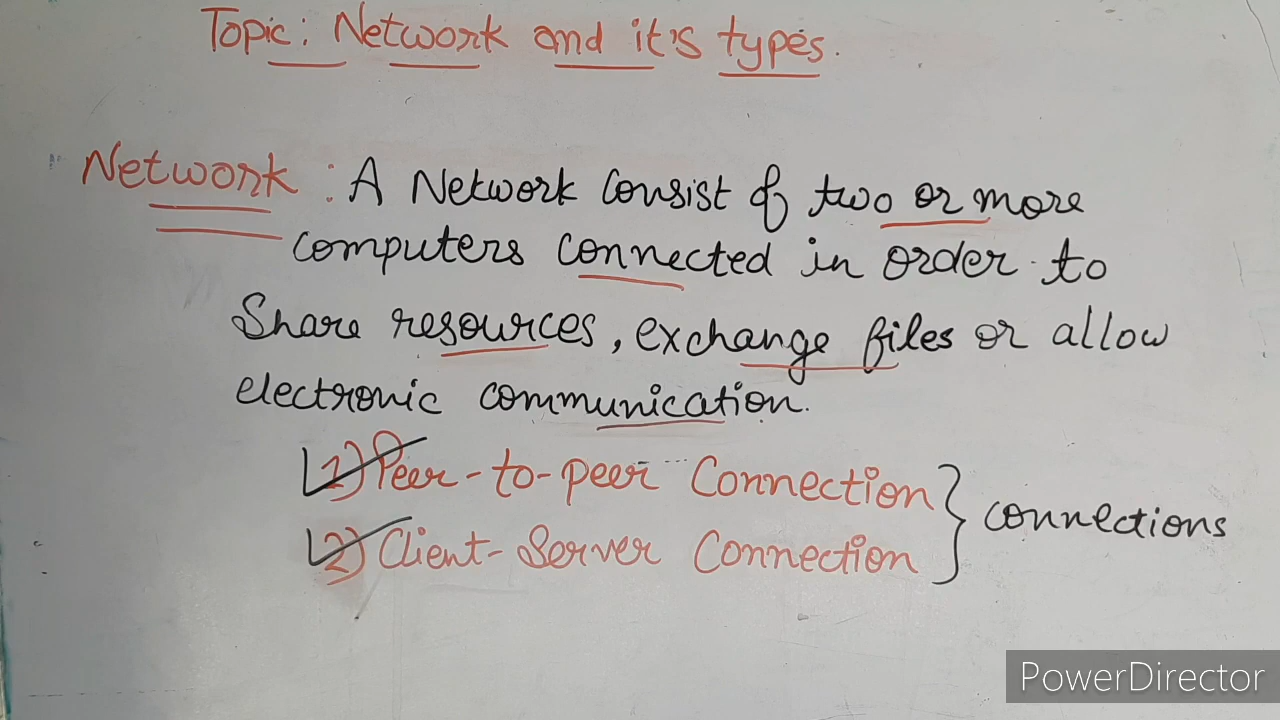 Topic: Network and it's types.
Network : A Network consist of two or more
computers connected in order to
Share resources, exchange files or allow
electronic communication.
1) Peer-to-peer Connection
2) Client-Server Connection
connections
PowerDirector